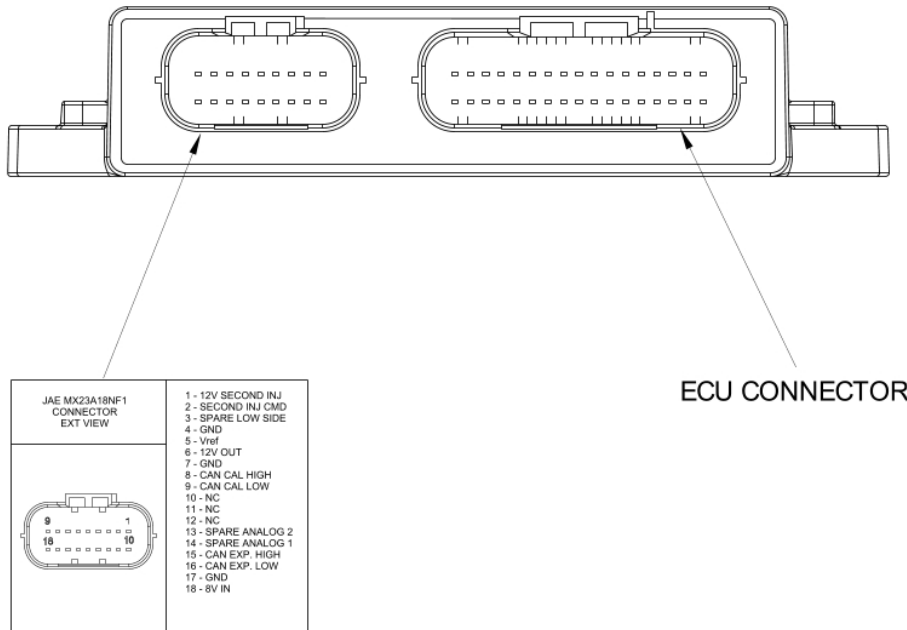 ECU CONNECTOR
JAE MX23A18NF1
CONNECTOR
EXT VIEW
1 - 12V SECOND INJ
2 - SECOND INJ CMD
3 - SPARE LOW SIDE
4 - GND
5 - Vref
6 - 12V OUT
7 - GND
8 - CAN CAL HIGH
9 - CAN CAL LOW
10 - NC
11 - NC
12 - NC
13 - SPARE ANALOG 2
14 - SPARE ANALOG 1
15 - CAN EXP. HIGH
16 - CAN EXP. LOW
17 - GND
18 - 8V IN
9 1
18 10